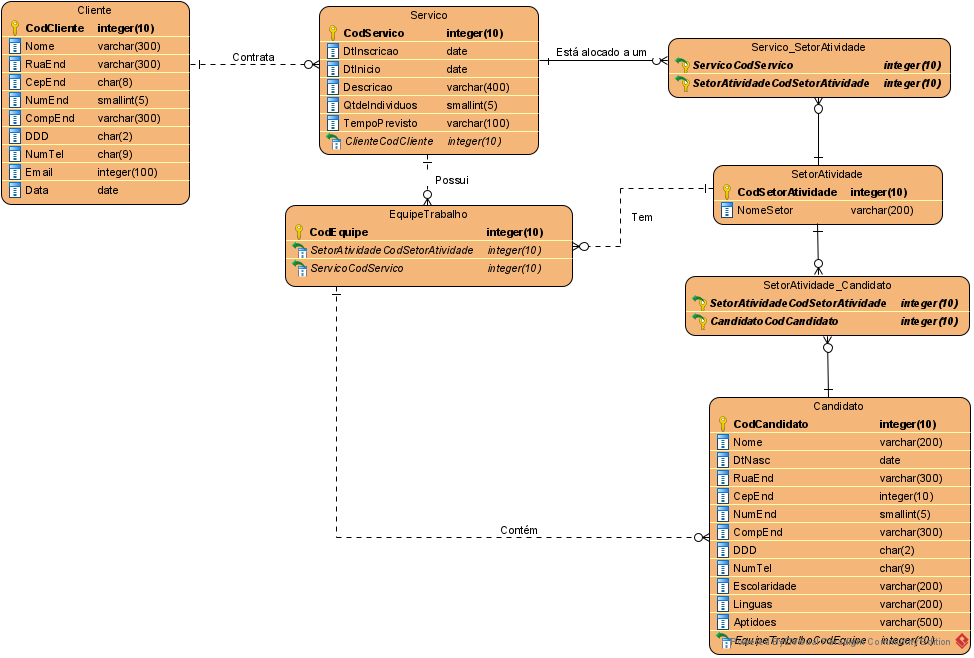 Cliente
CodCliente integer(10)
Nome varchar(300)
RuaEnd varchar(300)
CepEnd char(8)
NumEnd smallint(5)
CompEnd varchar(300)
DDD char(2)
NumTel char(9)
Email integer(100)
Data date
Contrata
Servico
CodServico integer(10)
DtInscricao date
DtInicio date
Descricao varchar(400)
QtdeIndividuos smallint(5)
TempoPrevisto varchar(100)
ClienteCodCliente integer(10)
Está alocado a um
Servico_SetorAtividade
ServicoCodServico integer(10)
SetorAtividadeCodSetorAtividade integer(10)
Possui
SetorAtividade
CodSetorAtividade integer(10)
NomeSetor varchar(200)
EquipeTrabalho
CodEquipe integer(10)
SetorAtividadeCodSetorAtividade integer(10)
ServicoCodServico integer(10)
Tem
SetorAtividade_Candidato
SetorAtividadeCodSetorAtividade integer(10)
CandidatoCodCandidato integer(10)
Contém
Candidato
CodCandidato integer(10)
Nome varchar(200)
DtNasc date
RuaEnd varchar(300)
CepEnd integer(10)
NumEnd smallint(5)
CompEnd varchar(300)
DDD char(2)
NumTel char(9)
Escolaridade varchar(200)
Linguas varchar(200)
Aptidoes varchar(500)
EquipeTrabalhoCodEquipe integer(10)